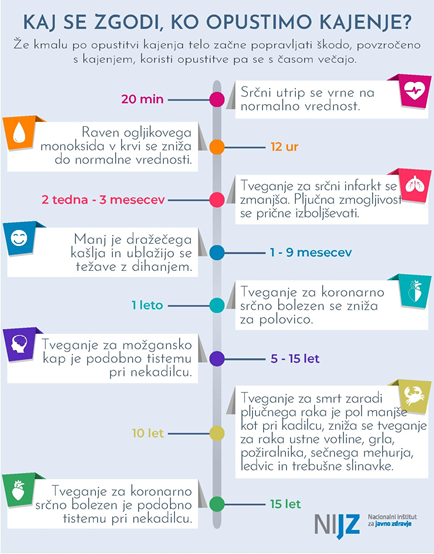 KAJ SE ZGODI, KO OPUSTIMO KAJENJE?
Že kmalu po opustitvi kajenja telo začne popravljati škodo, povzročeno
s kajenjem, koristi opustitve pa se s časom večajo.
20 min
Srčni utrip se vrne na
normalno vrednost.
Raven ogljikovega
monoksida v krvi se zniža
do normalne vrednosti.
12 ur
2 tedna - 3 mesecev
Tveganje za srčni infarkt se
zmanjša. Pljučna zmogljivost
se prične izboljševati.
Manj je dražečega
kašlja in ublažijo se
težave z dihanjem.
1 - 9 mesecev
1 leto
Tveganje za koronarno
srčno bolezen se zniža
za polovico.
Tveganje za možgansko
kap je podobno tistemu
pri nekadilcu.
5 - 15 let
10 let
Tveganje za smrt zaradi
pljučnega raka je pol manjše
kot pri kadilcu, zniža se tveganje
za raka ustne votline, grla,
požiralnika, sečnega mehurja,
ledvic in trebušne slinavke.
Tveganje za koronarno
srčno bolezen je podobno
tistemu pri nekadilcu.
15 let
NIJZ
Nacionalni inštitut
za javno zdravje